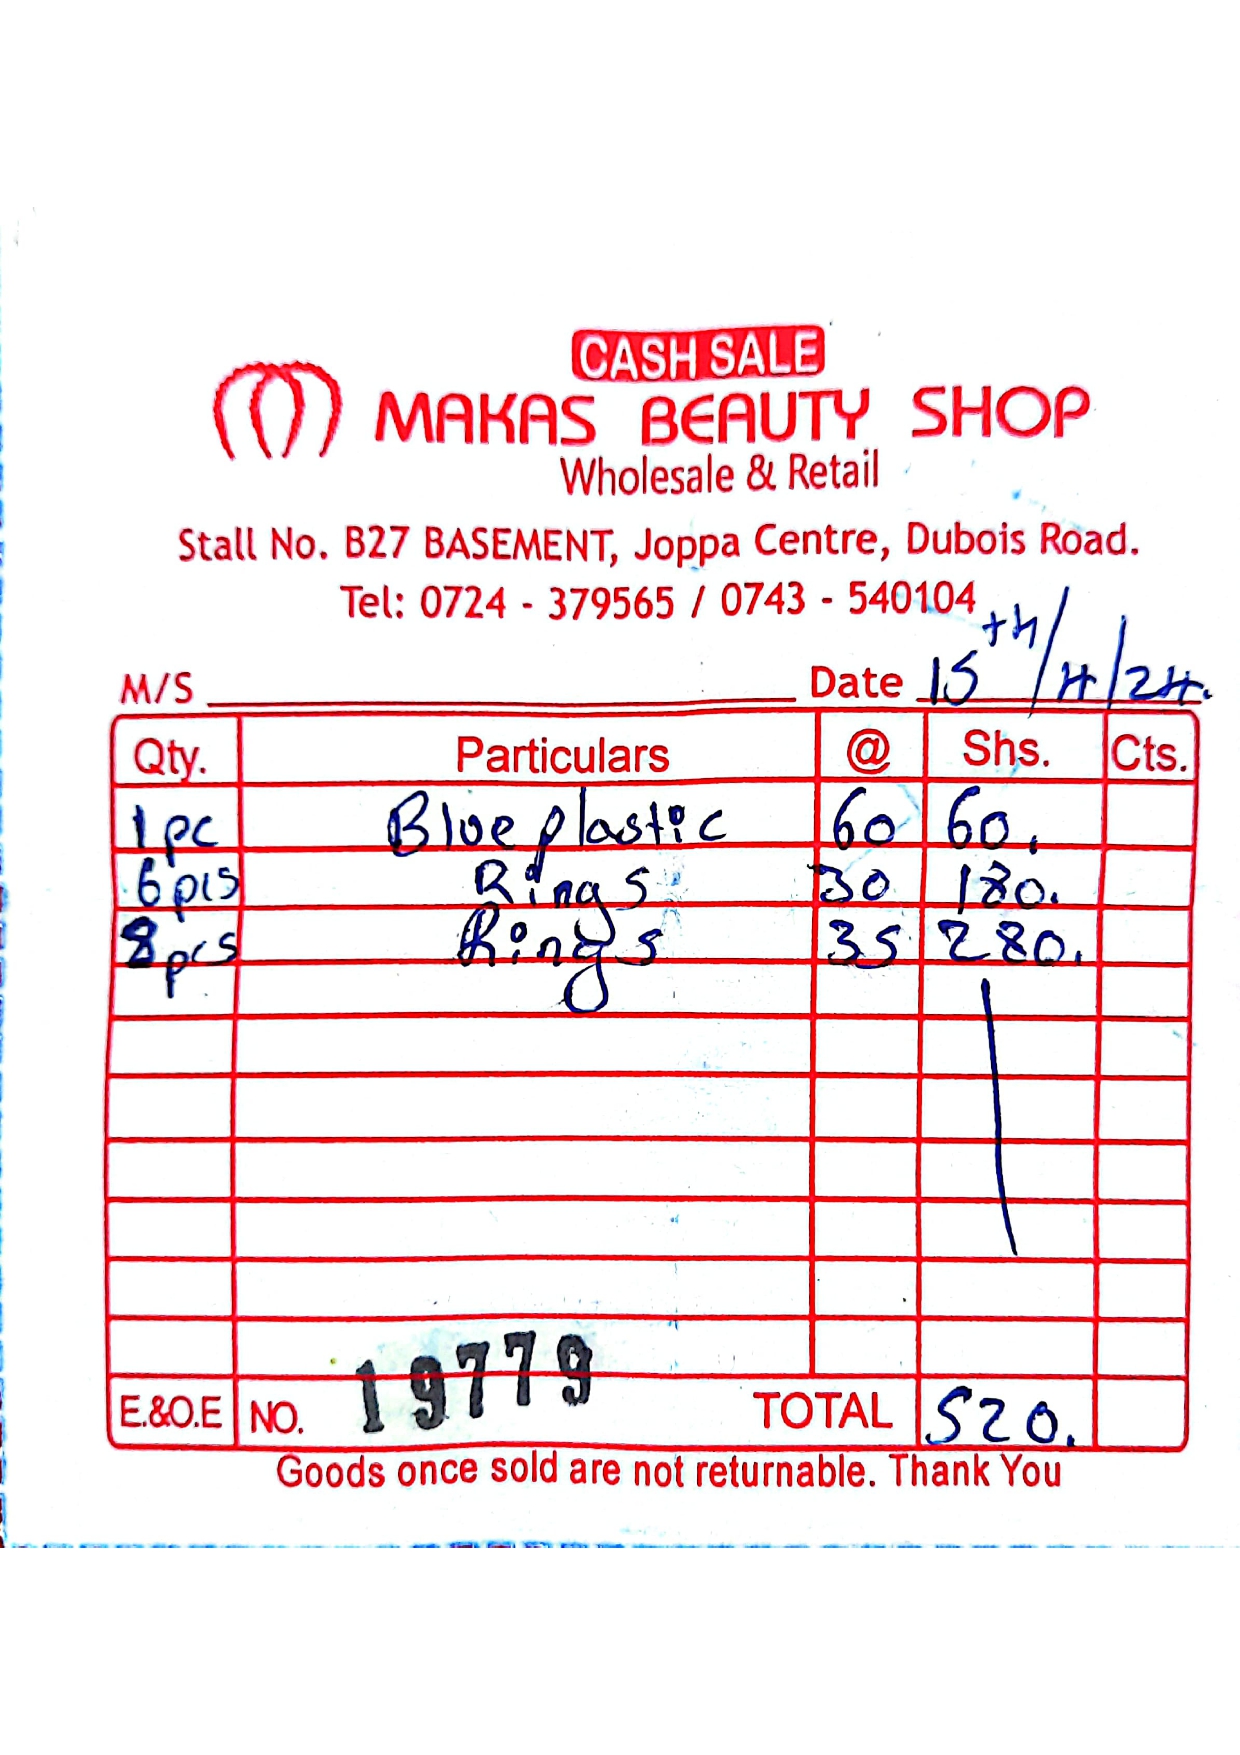 CASH SALE
MAKAS BEAUTY SHOP
Wholesale & Retail
Stall No. B27 BASEMENT, Joppa Centre, Dubois Road.
Tel: 0724 - 379565 / 0743 - 540104
M/S Date 15th/4/24.
Qty. Particulars @ Shs. Cts.
1pc Blue plastic 60 60.
6pcs Rings 30 180.
8pcs Rings 35 280.
E.&O.E NO. 19779 TOTAL 520.
Goods once sold are not returnable. Thank You